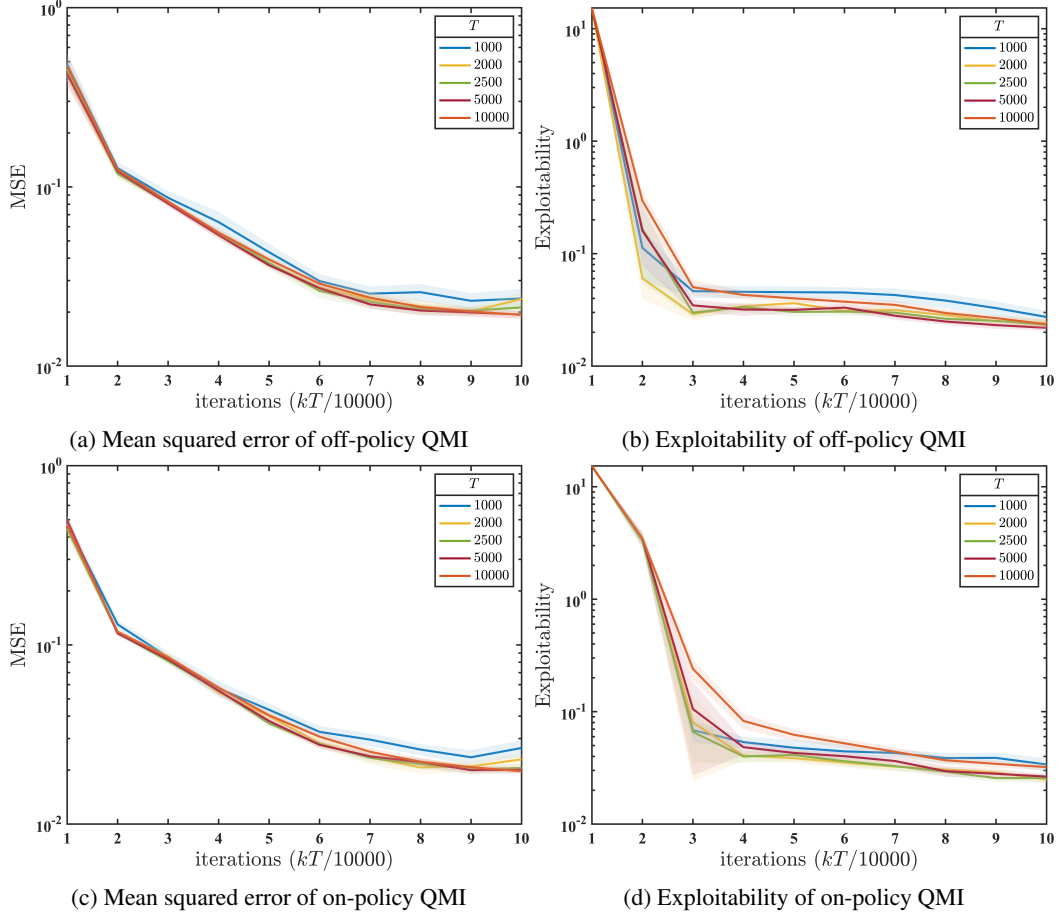 10^0
10^-1
10^-2
MSE
1 2 3 4 5 6 7 8 9 10
iterations (kT/10000)
T
1000
2000
2500
5000
10000
(a) Mean squared error of off-policy QMI
10^1
10^0
10^-1
10^-2
Exploitability
1 2 3 4 5 6 7 8 9 10
iterations (kT/10000)
T
1000
2000
2500
5000
10000
(b) Exploitability of off-policy QMI
10^0
10^-1
10^-2
MSE
1 2 3 4 5 6 7 8 9 10
iterations (kT/10000)
T
1000
2000
2500
5000
10000
(c) Mean squared error of on-policy QMI
10^1
10^0
10^-1
10^-2
Exploitability
1 2 3 4 5 6 7 8 9 10
iterations (kT/10000)
T
1000
2000
2500
5000
10000
(d) Exploitability of on-policy QMI